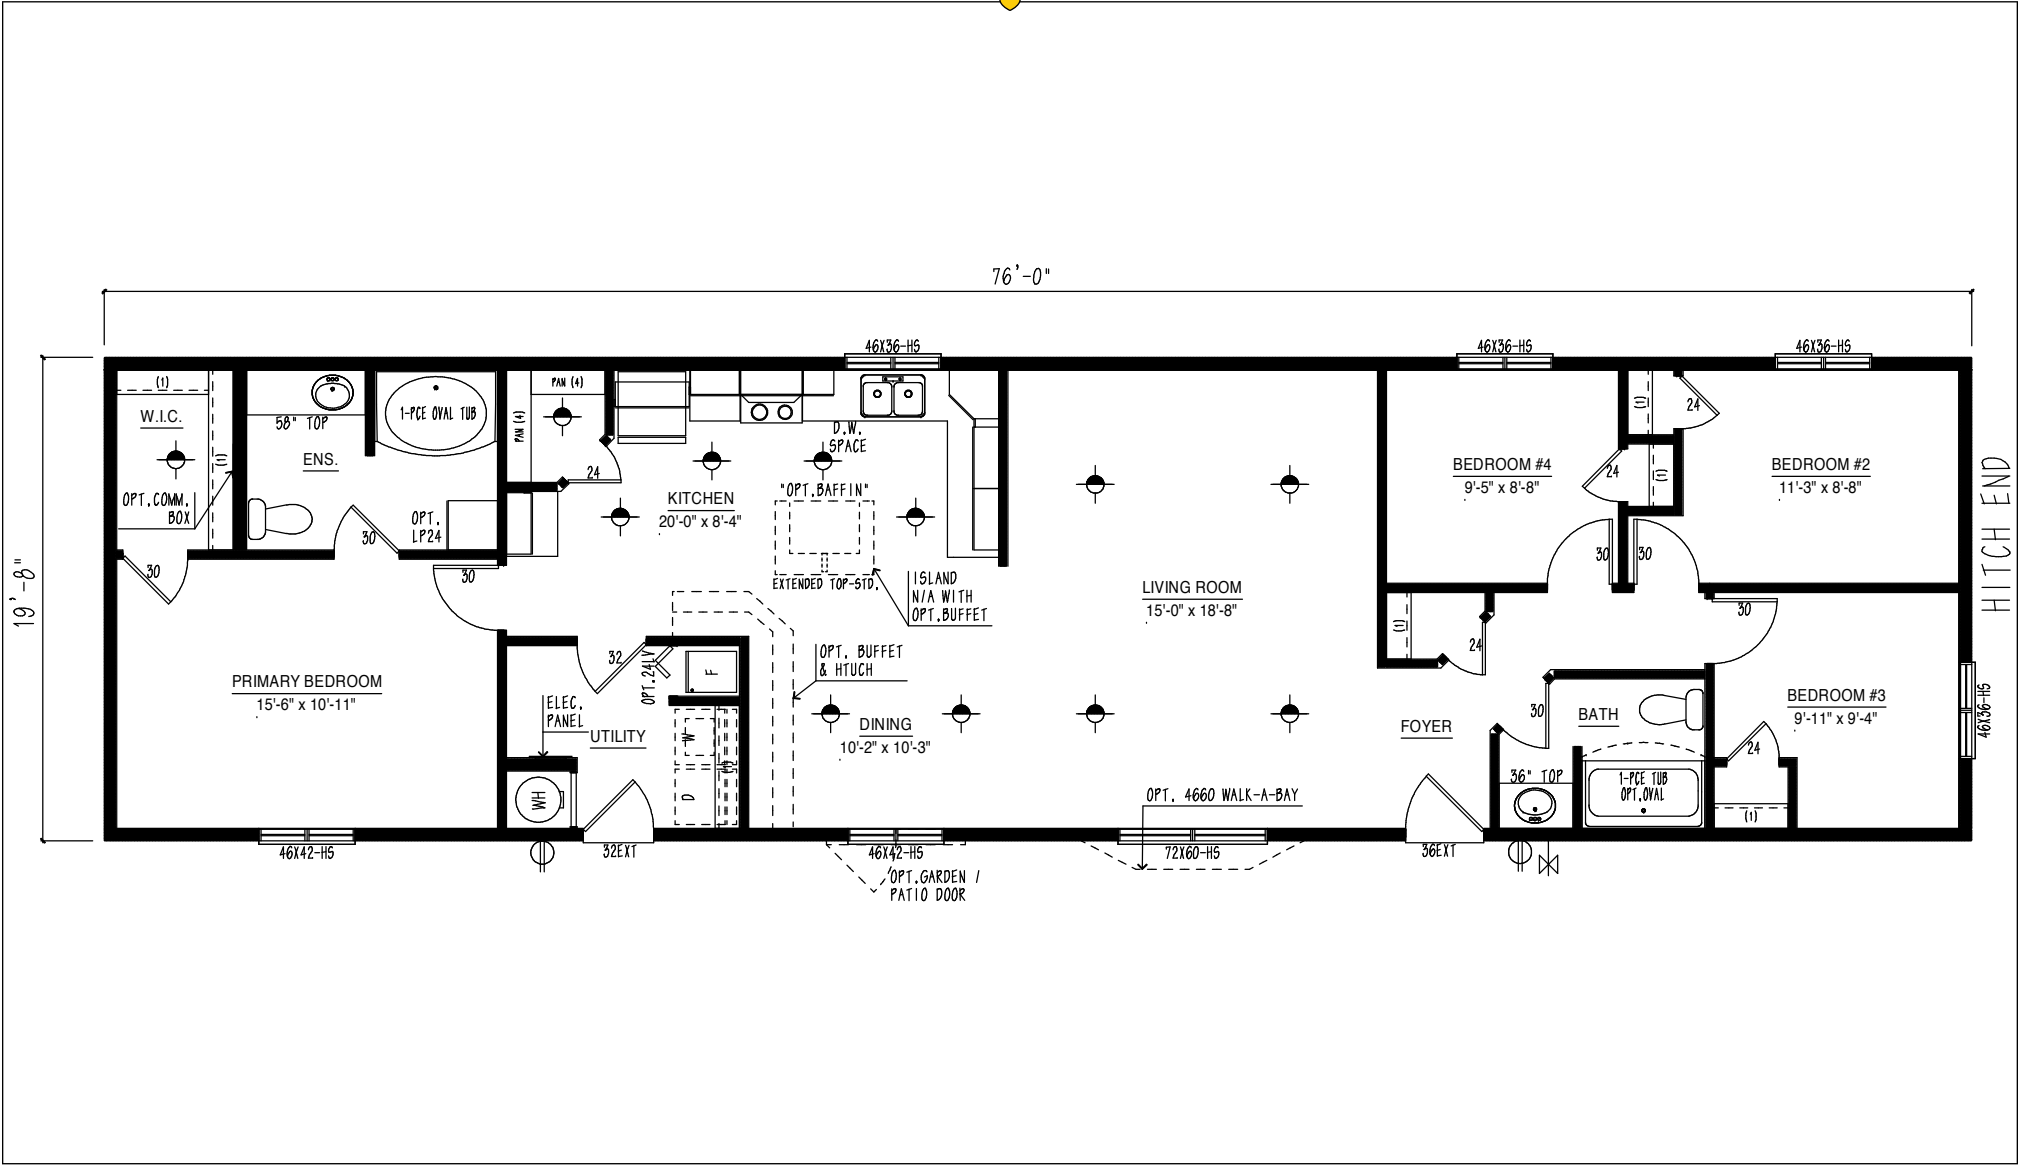 76'-0"
19'-8"
HITCH END
46X36-HS
46X36-HS
46X36-HS
(1)
W.I.C.
(1)
OPT.COMM.
BOX
30
58" TOP
ENS.
1-PCE OVAL TUB
OPT.
LP24
30
30
PAN (4)
PAN (4)
24
KITCHEN
20'-0" x 8'-4"
D.W.
SPACE
"OPT.BAFFIN"
EXTENDED TOP-STD.
ISLAND
N/A WITH
OPT.BUFFET
OPT. BUFFET
& HTUCH
LIVING ROOM
15'-0" x 18'-8"
BEDROOM #4
9'-5" x 8'-8"
24
(1)
30
(1)
24
BEDROOM #2
11'-3" x 8'-8"
30
(1)
24
30
BEDROOM #3
9'-11" x 9'-4"
46X36-HS
24
(1)
PRIMARY BEDROOM
15'-6" x 10'-11"
32
OPT.24LV
F
ELEC.
PANEL
UTILITY
W
D
(1)
WH
DINING
10'-2" x 10'-3"
OPT. 4660 WALK-A-BAY
FOYER
30
BATH
36" TOP
1-PCE TUB
OPT.OVAL
46X42-HS
32EXT
46X42-HS
OPT.GARDEN /
PATIO DOOR
72X60-HS
36EXT